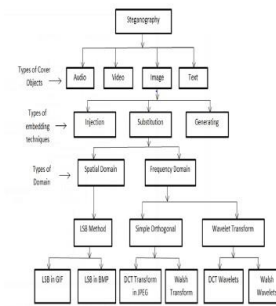 Steganography
Types of Cover
Objects
Audio
Video
Image
Text
Types of
embedding
techniques
Injection
Substitution
Generating
Types of
Domain
Spatial Domain
Frequency Domain
LSB Method
Simple Orthogonal
Wavelet Transform
LSB in GIF
LSB in BMP
DCT Transform
in JPEG
Walsh
Transform
DCT Wavelets
Walsh
Wavelets